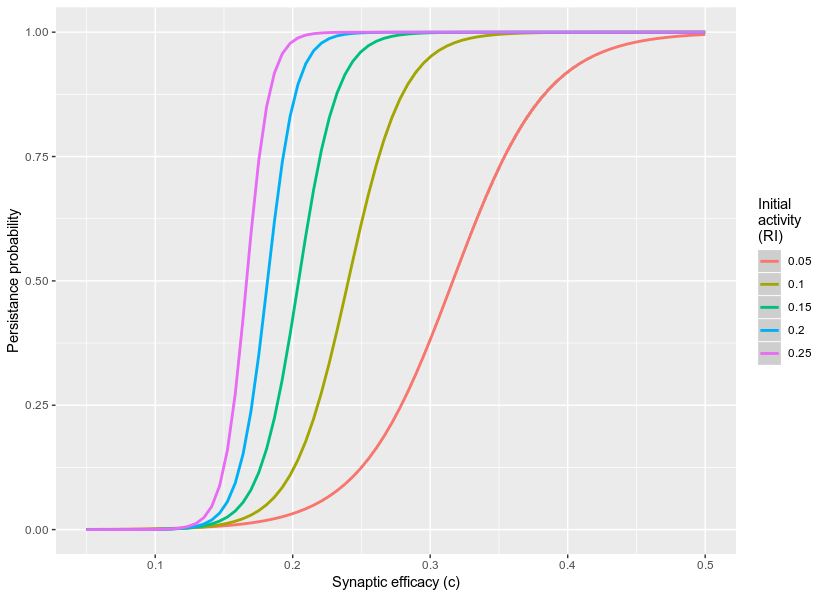 1.00
0.75
0.50
0.25
0.00
Persistance probability
0.1 0.2 0.3 0.4 0.5
Synaptic efficacy (c)
Initial
activity
(RI)
0.05
0.1
0.15
0.2
0.25